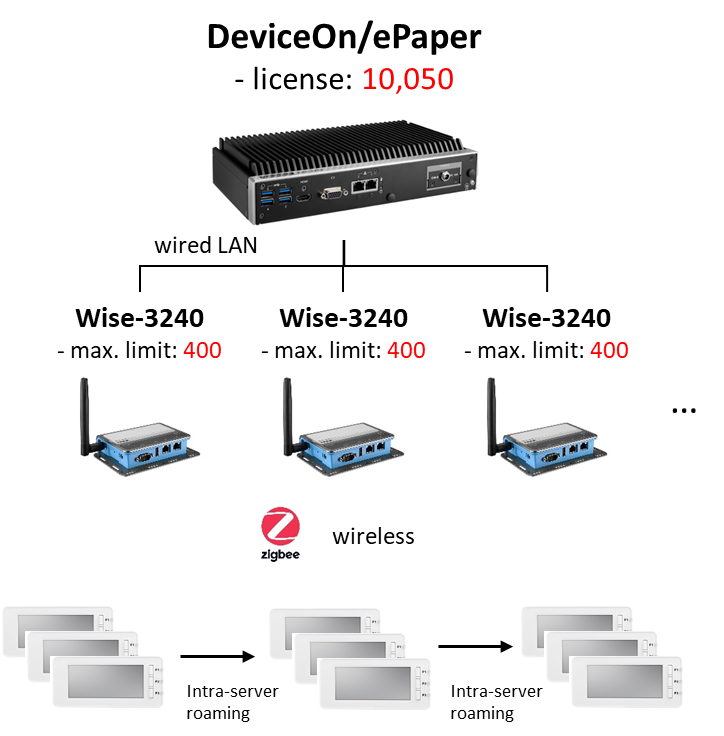 DeviceOn/ePaper
- license: 10,050
wired LAN
Wise-3240
- max. limit: 400
Wise-3240
- max. limit: 400
Wise-3240
- max. limit: 400
...
zigbee
wireless
Intra-server
roaming
Intra-server
roaming